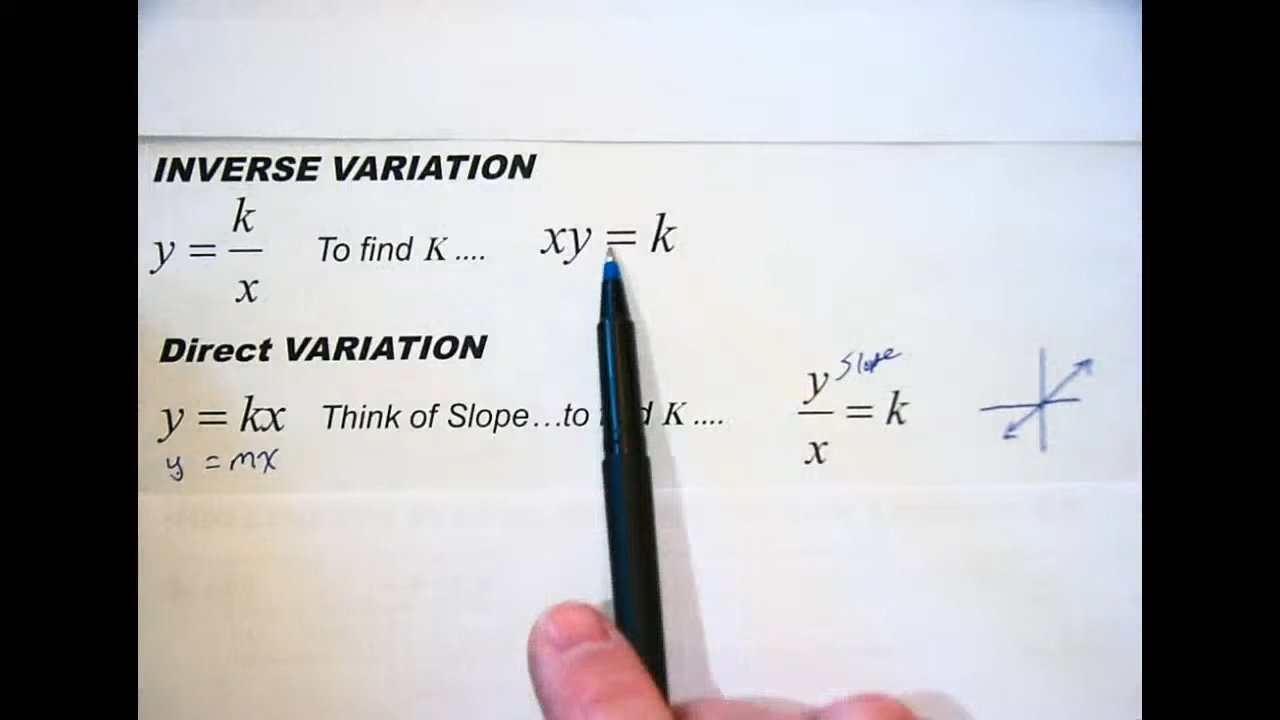 INVERSE VARIATION
y = k/x To find K .... xy = k
Direct VARIATION
y = kx Think of Slope...to K .... y/x = k Slope
y = mx